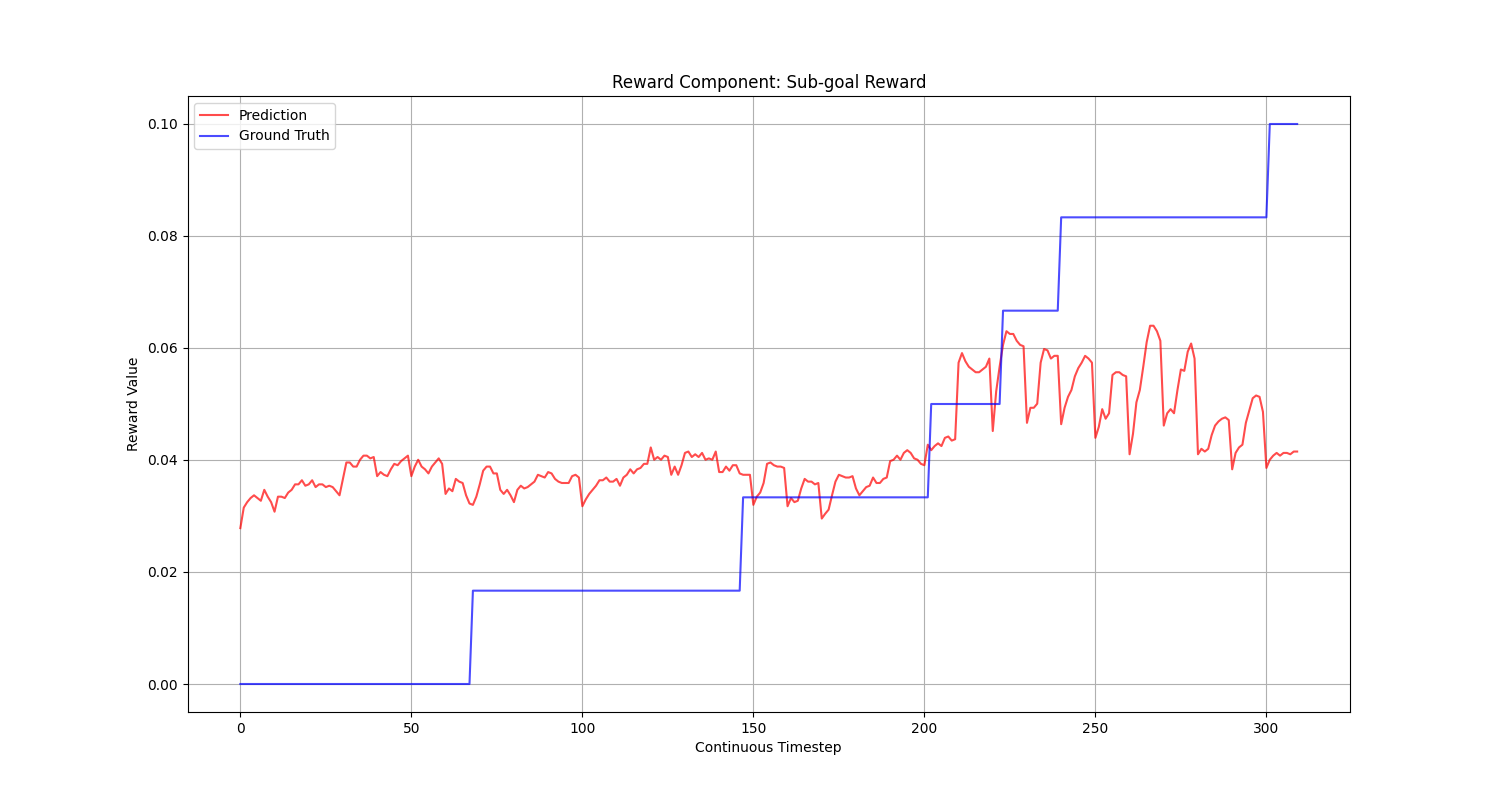 Reward Component: Sub-goal Reward
Prediction
Ground Truth
0.10
0.08
0.06
0.04
0.02
0.00
Reward Value
0 50 100 150 200 250 300
Continuous Timestep